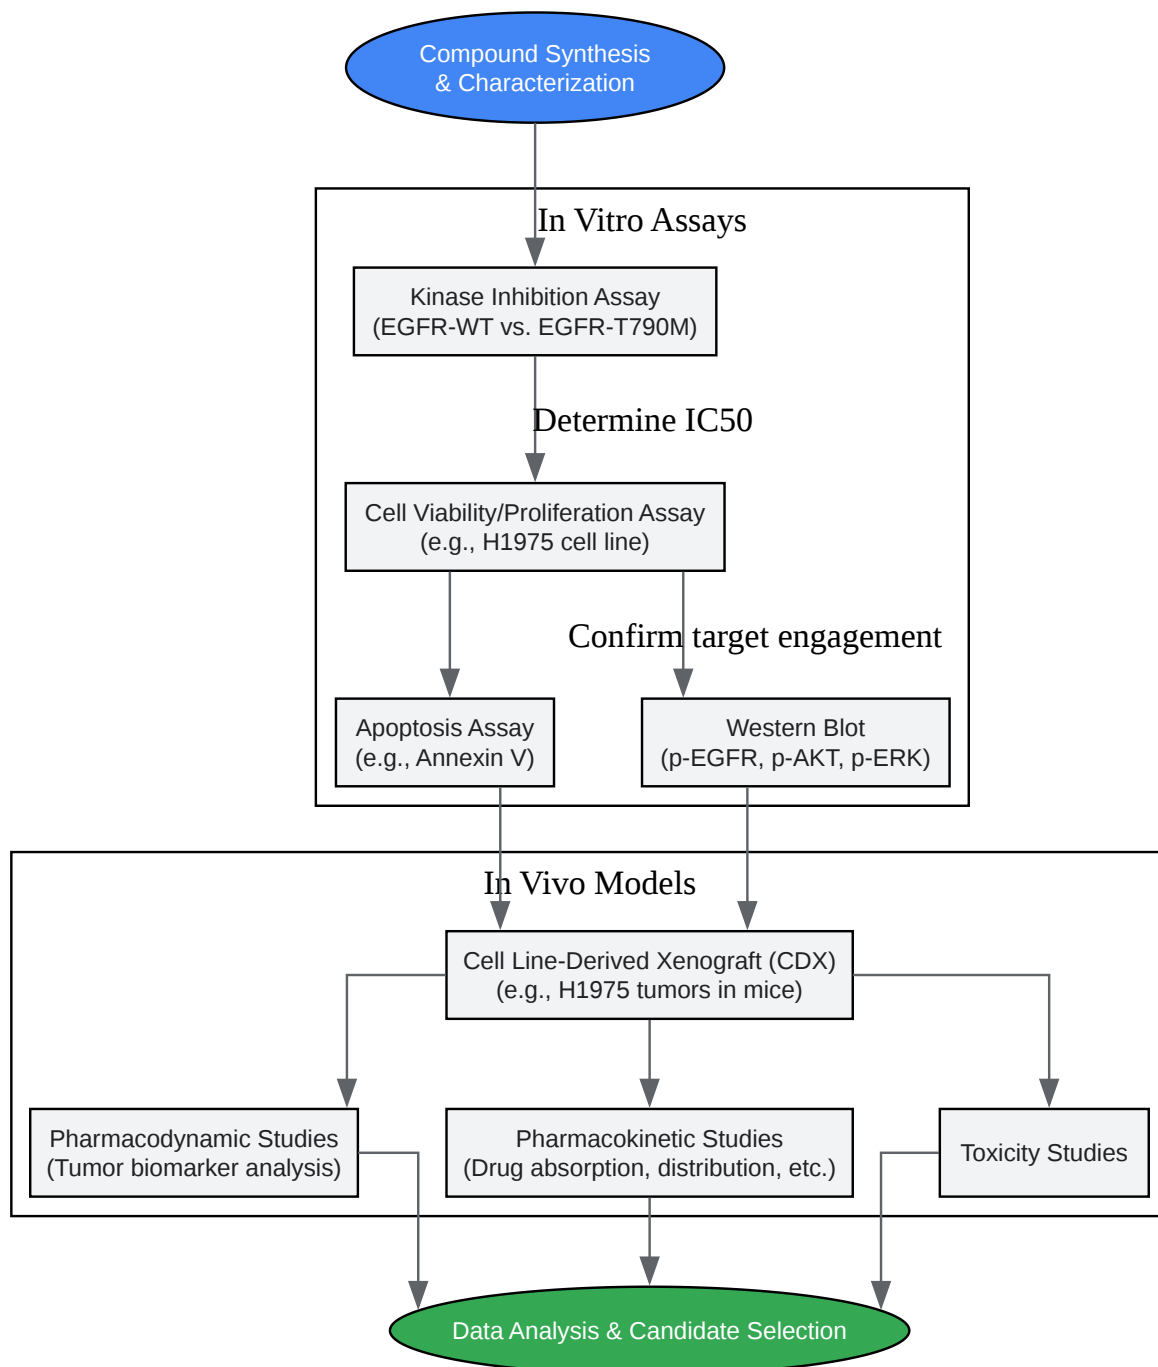 Compound Synthesis
& Characterization
In Vitro Assays
Kinase Inhibition Assay
(EGFR-WT vs. EGFR-T790M)
Determine IC50
Cell Viability/Proliferation Assay
(e.g., H1975 cell line)
Confirm target engagement
Apoptosis Assay
(e.g., Annexin V)
Western Blot
(p-EGFR, p-AKT, p-ERK)
In Vivo Models
Cell Line-Derived Xenograft (CDX)
(e.g., H1975 tumors in mice)
Pharmacodynamic Studies
(Tumor biomarker analysis)
Pharmacokinetic Studies
(Drug absorption, distribution, etc.)
Toxicity Studies
Data Analysis & Candidate Selection